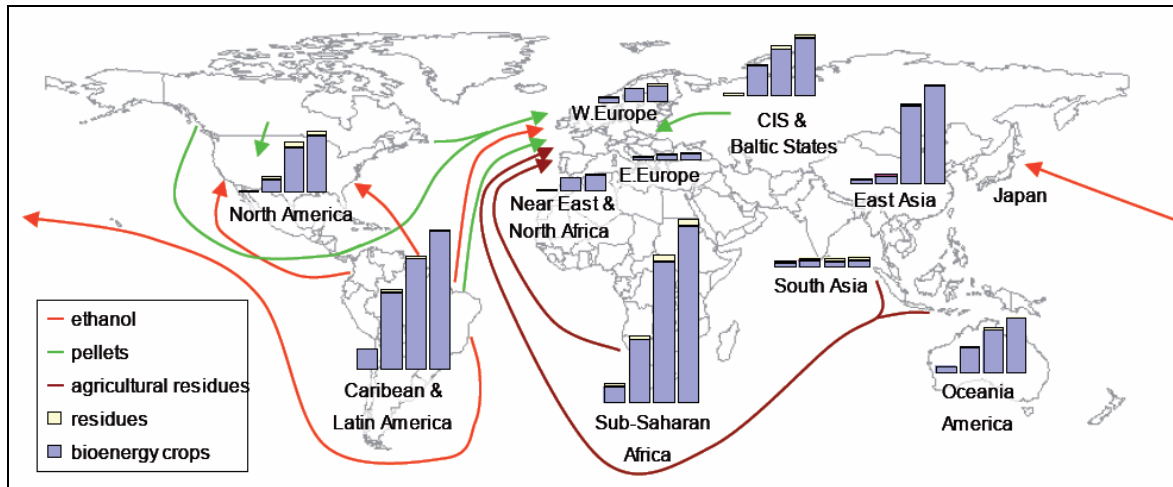 W.Europe
CIS &
Baltic States
E.Europe
East Asia
Japan
North America
Near East &
North Africa
South Asia
ethanol
pellets
agricultural residues
residues
bioenergy crops
Caribean &
Latin America
Sub-Saharan
Africa
Oceania
America